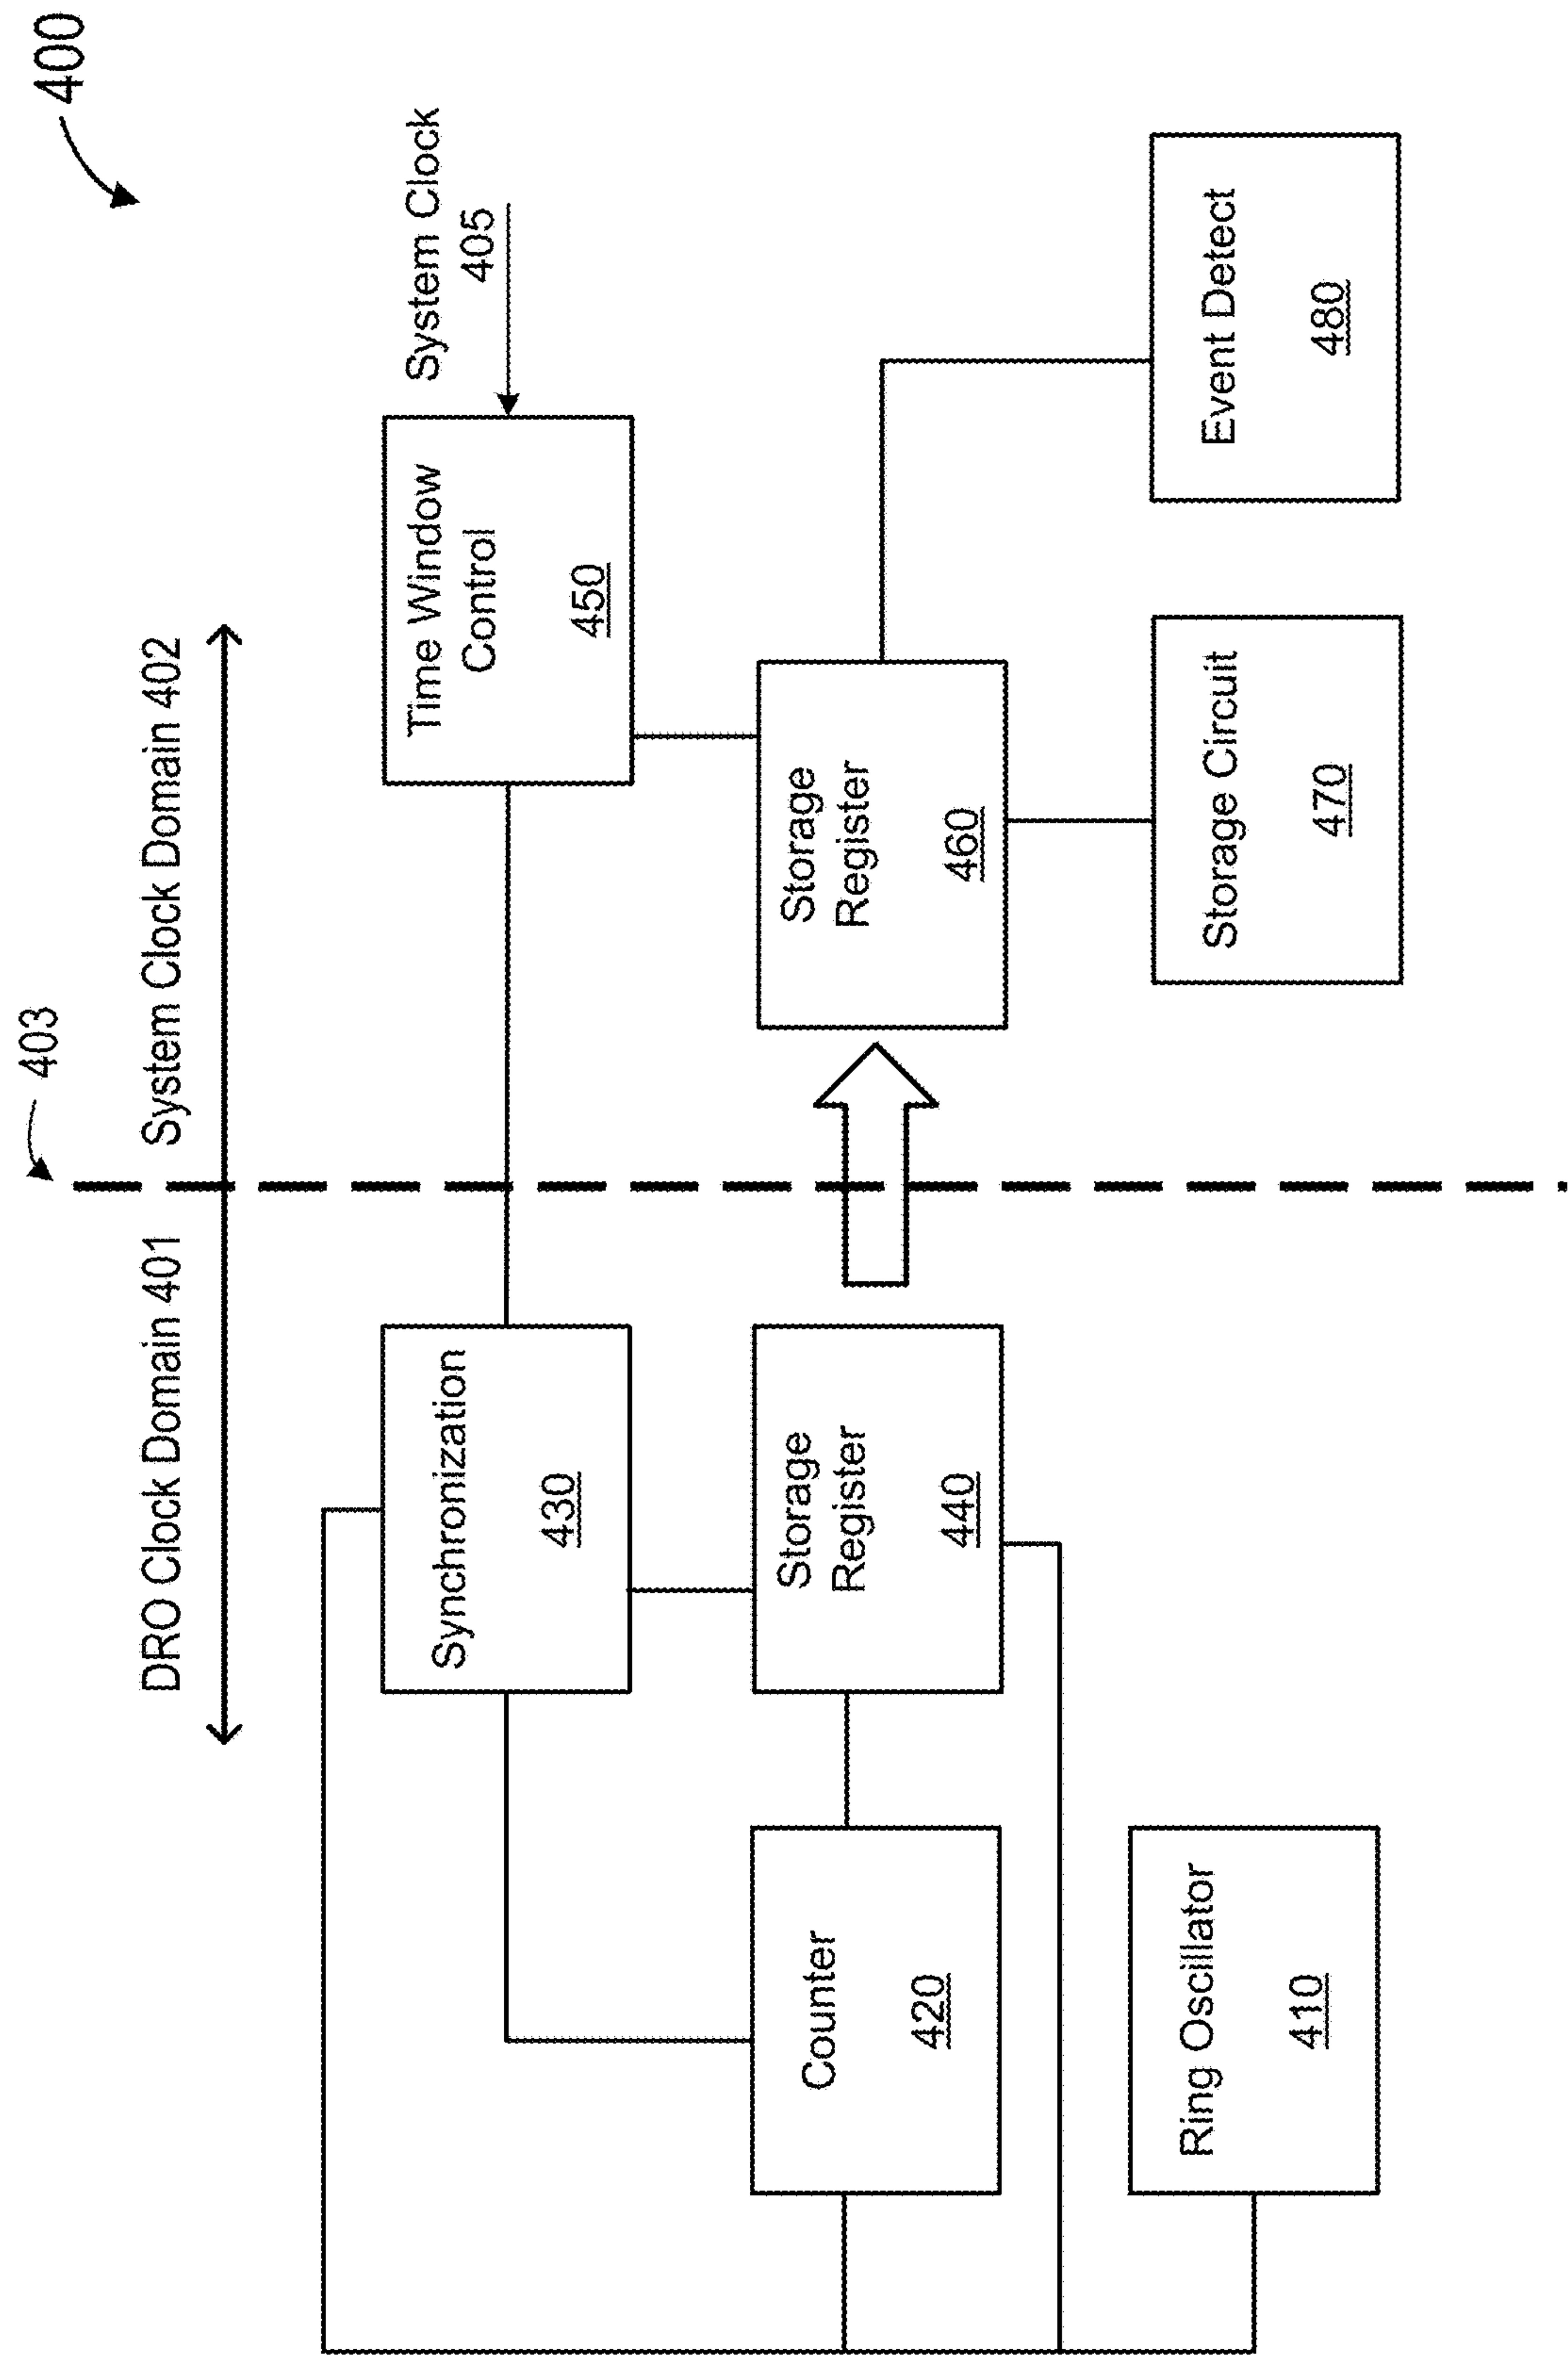 400
403
DRO Clock Domain 401
System Clock Domain 402
System Clock
405
Synchronization
430
Time Window
Control
450
Counter
420
Storage
Register
440
Storage
Register
460
Ring Oscillator
410
Storage Circuit
470
Event Detect
480